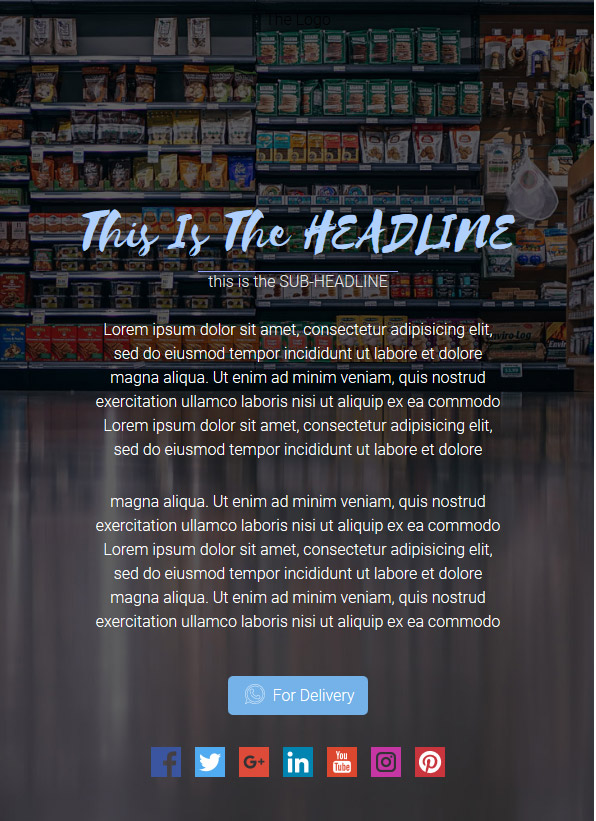 The Logo
This Is The HEADLINE
this is the SUB-HEADLINE
Lorem ipsum dolor sit amet, consectetur adipisicing elit,
sed do eiusmod tempor incididunt ut labore et dolore
magna aliqua. Ut enim ad minim veniam, quis nostrud
exercitation ullamco laboris nisi ut aliquip ex ea commodo
Lorem ipsum dolor sit amet, consectetur adipisicing elit,
sed do eiusmod tempor incididunt ut labore et dolore
magna aliqua. Ut enim ad minim veniam, quis nostrud
exercitation ullamco laboris nisi ut aliquip ex ea commodo
Lorem ipsum dolor sit amet, consectetur adipisicing elit,
sed do eiusmod tempor incididunt ut labore et dolore
magna aliqua. Ut enim ad minim veniam, quis nostrud
exercitation ullamco laboris nisi ut aliquip ex ea commodo
For Delivery
f G+ in You Tube